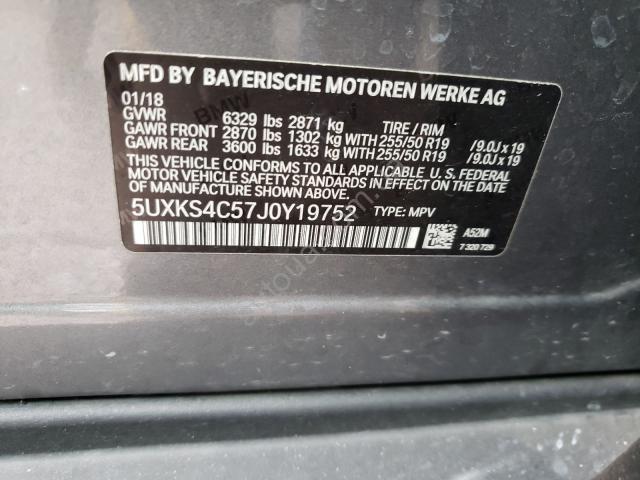 MFD BY BAYERISCHE MOTOREN WERKE AG
01/18
GVWR 6329 lbs 2871 kg TIRE / RIM
GAWR FRONT 2870 lbs 1302 kg WITH 255/50 R19 /9.0J x 19
GAWR REAR 3600 lbs 1633 kg WITH 255/50 R19 /9.0J x 19
THIS VEHICLE CONFORMS TO ALL APPLICABLE U.S. FEDERAL
MOTOR VEHICLE SAFETY STANDARDS IN EFFECT ON THE
DATE OF MANUFACTURE SHOWN ABOVE.
5UXKS4C57J0Y19752 TYPE: MPV
A52M
7 320 729